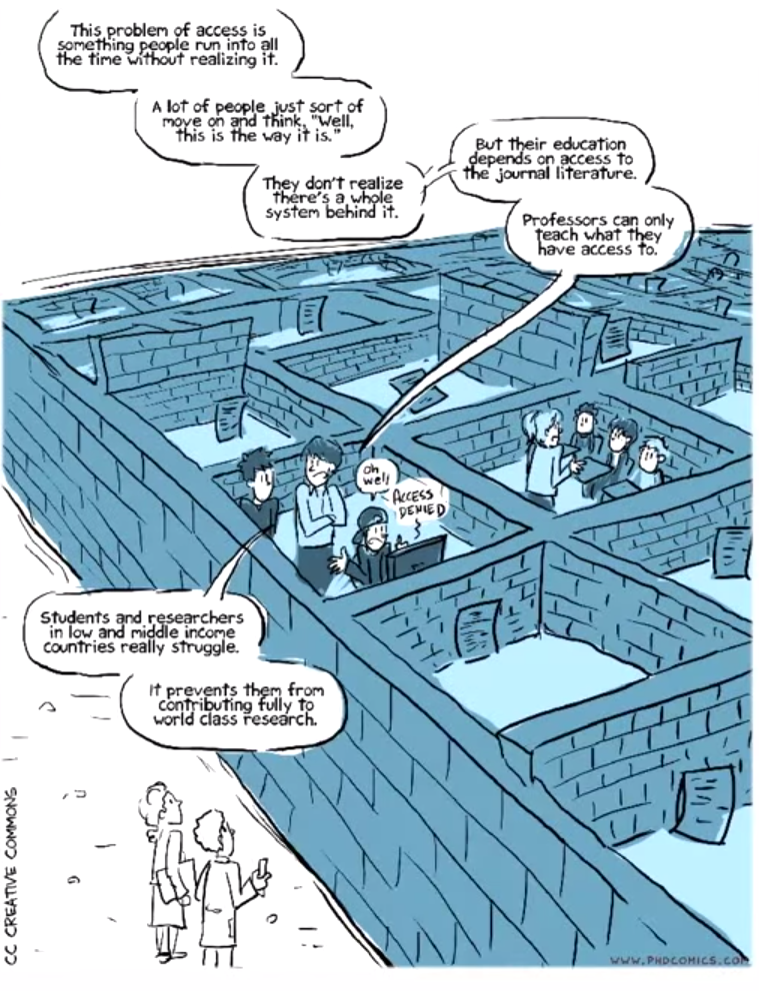 This problem of access is
something people run into all
the time without realizing it.
A lot of people just sort of
move on and think, "Well,
this is the way it is."
They don't realize
there's a whole
system behind it.
But their education
depends on access to
the journal literature.
Professors can only
teach what they
have access to.
oh
well
ACCESS
DENIED
Students and researchers
in low and middle income
countries really struggle.
It prevents them from
contributing fully to
world class research.
CC CREATIVE COMMONS
WWW.PHDCOMICS.COM